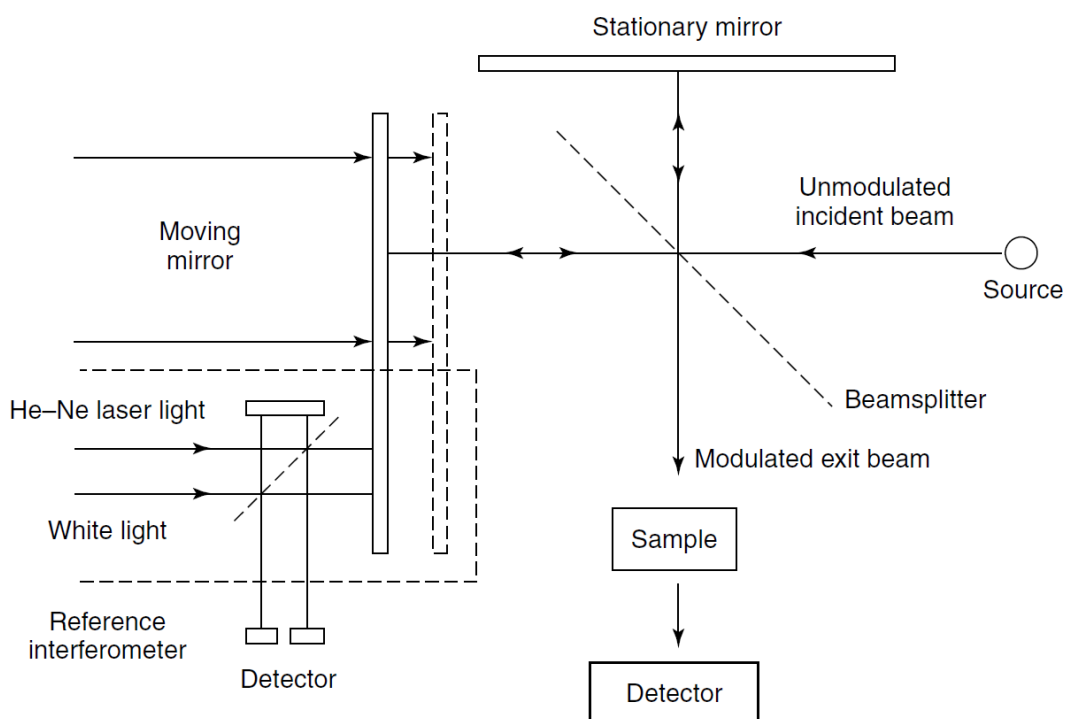 Stationary mirror
Unmodulated
incident beam
Source
Moving
mirror
He–Ne laser light
Beamsplitter
Modulated exit beam
White light
Sample
Reference
interferometer
Detector
Detector